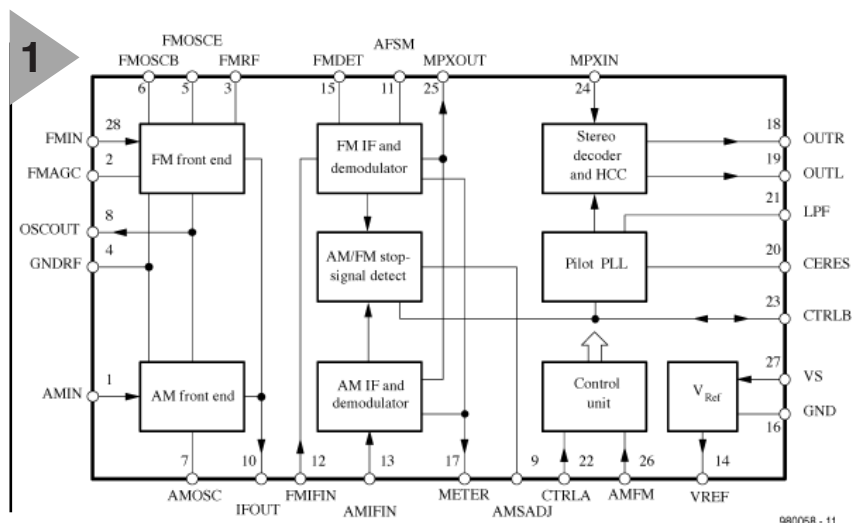 1
FMOSCE
AFSM
FMOSCB
FMRF
FMDET
MPXOUT
MPXIN
6
5
3
15
11
25
24
FMIN
28
FM front end
FM IF and
demodulator
Stereo
decoder
and HCC
18
OUTR
FMAGC
2
19
OUTL
OSCOUT
8
21
LPF
GNDRF
4
AM/FM stop-
signal detect
Pilot PLL
20
CERES
23
CTRLB
AMIN
1
AM front end
AM IF and
demodulator
Control
unit
VRef
27
VS
GND
16
7
10
12
13
17
9
22
26
14
AMOSC
IFOUT
FMIFIN
AMIFIN
METER
AMSADJ
CTRLA
AMFM
VREF
980058 - 11